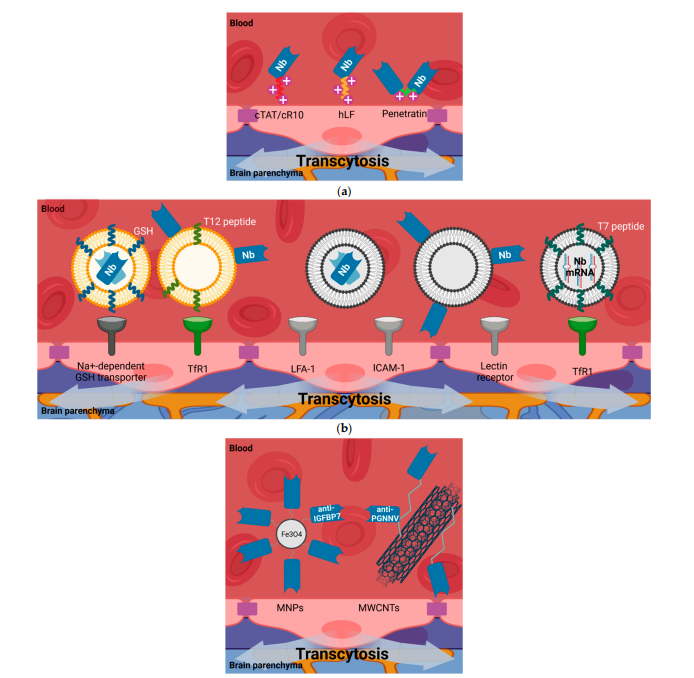 Blood
Nb
Nb
Nb
cTAT/cR10
hLF
Penetratin
Transcytosis
Brain parenchyma
(a)
Blood
GSH
T12 peptide
T7 peptide
Nb
Nb
Nb
Nb
Nb
mRNA
Na+-dependent
GSH transporter
TfR1
LFA-1
ICAM-1
Lectin
receptor
TfR1
Transcytosis
Brain parenchyma
(b)
Blood
anti-
IGFBP7
anti-
PGNNV
Fe3O4
MNPs
MWCNTs
Transcytosis
Brain parenchyma
(c)